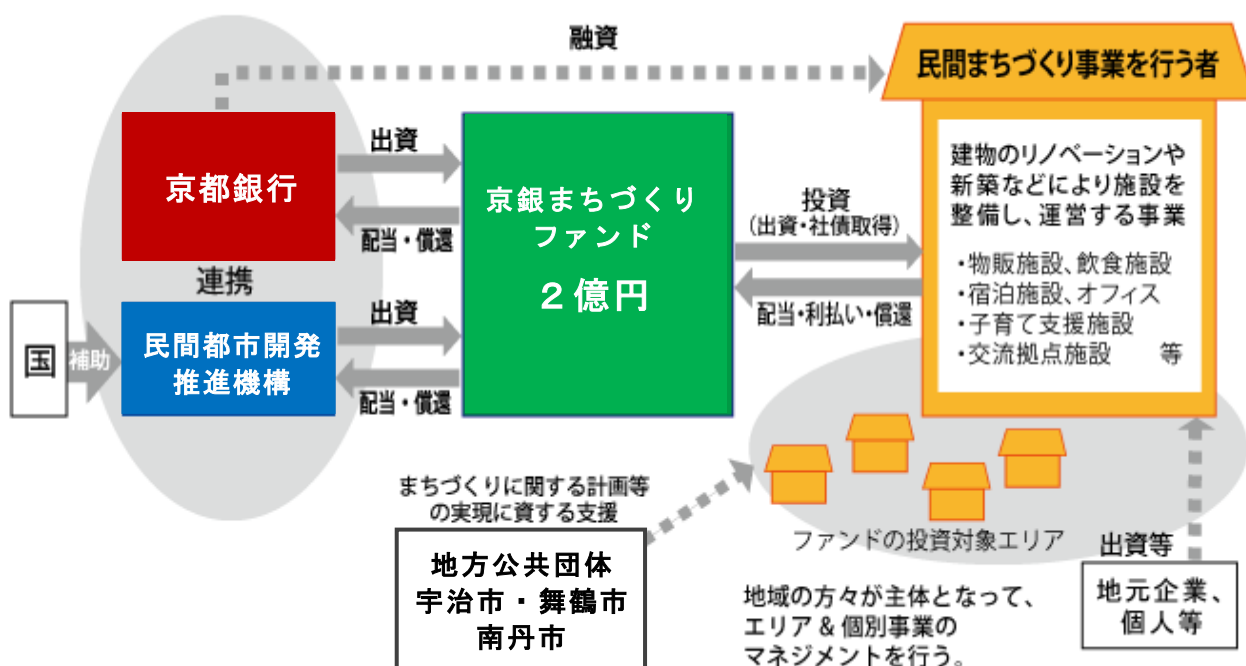 融資
民間まちづくり事業を行う者
京都銀行
出資
配当・償還
連携
国
補助
民間都市開発
推進機構
出資
配当・償還
京銀まちづくり
ファンド
2億円
投資
(出資・社債取得)
配当・利払い・償還
建物のリノベーションや
新築などにより施設を
整備し、運営する事業
・物販施設、飲食施設
・宿泊施設、オフィス
・子育て支援施設
・交流拠点施設　等
まちづくりに関する計画等
の実現に資する支援
地方公共団体
宇治市・舞鶴市
南丹市
ファンドの投資対象エリア
地域の方々が主体となって、
エリア&個別事業の
マネジメントを行う。
出資等
地元企業、
個人等